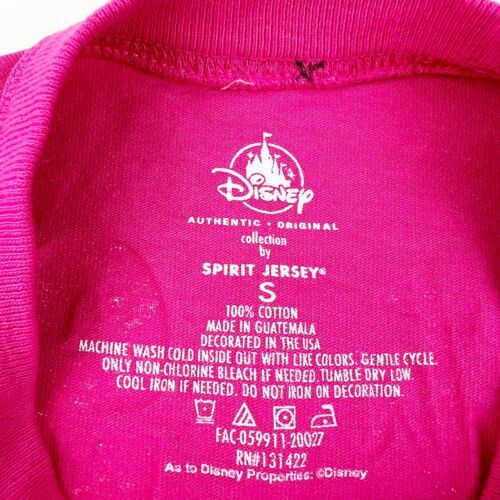 Disney
AUTHENTIC • ORIGINAL
collection
by
SPIRIT JERSEY®
S
100% COTTON
MADE IN GUATEMALA
DECORATED IN THE USA
MACHINE WASH COLD INSIDE OUT WITH LIKE COLORS. GENTLE CYCLE.
ONLY NON-CHLORINE BLEACH IF NEEDED. TUMBLE DRY LOW.
COOL IRON IF NEEDED. DO NOT IRON ON DECORATION.
FAC-059911-20027
RN#131422
As to Disney Properties: ©Disney